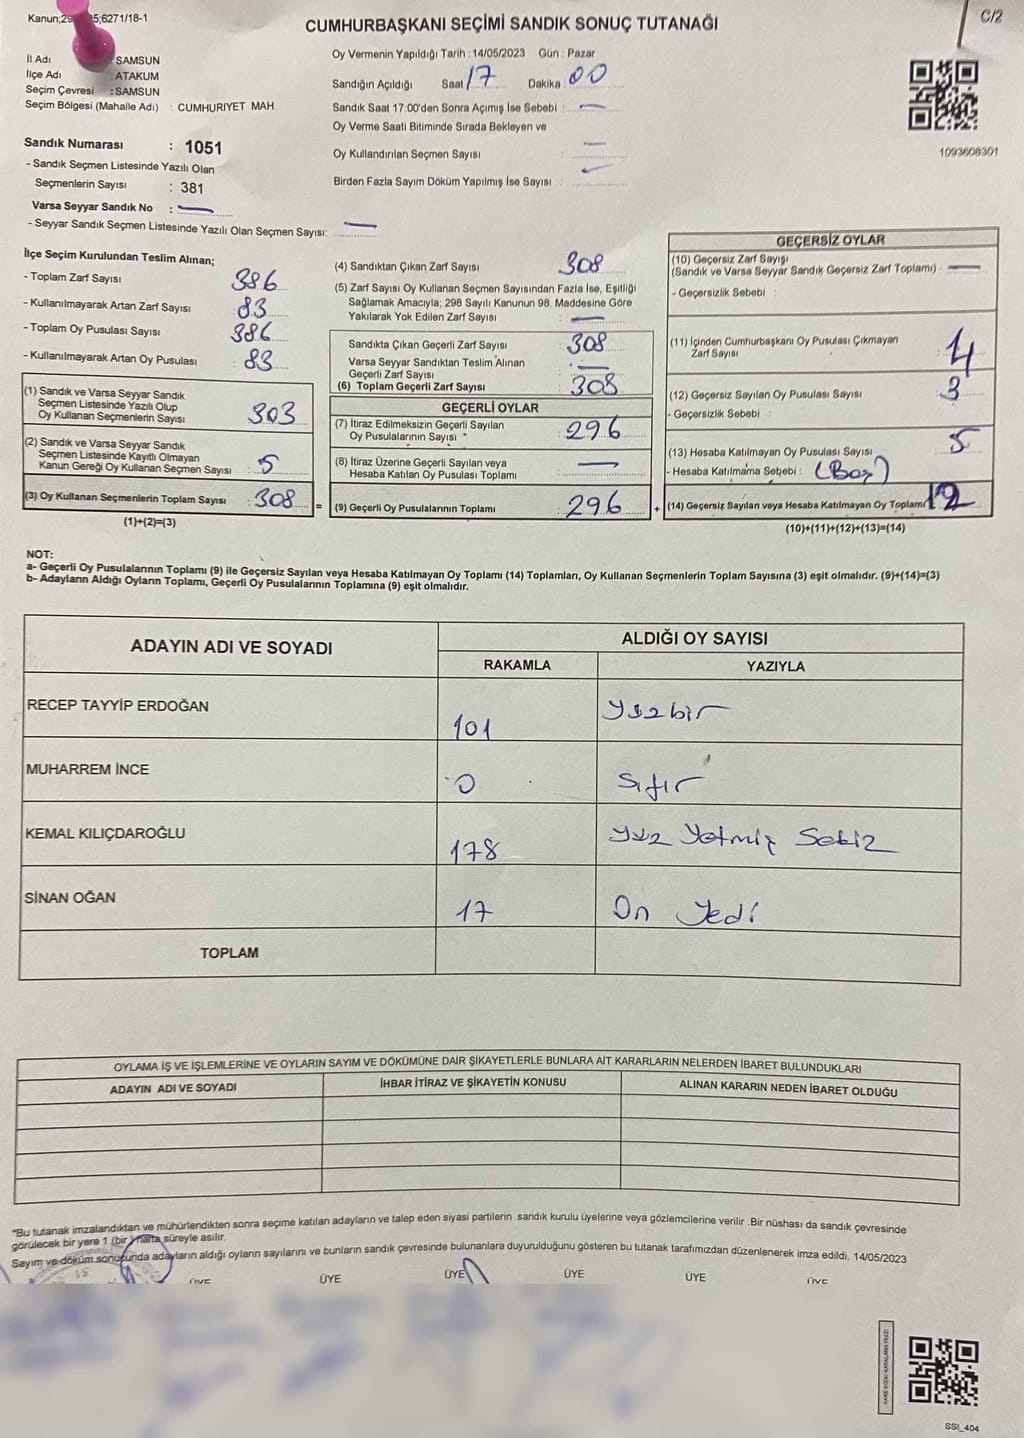 Kanun;29 5;6271/18-1
C/2
CUMHURBAŞKANI SEÇİMİ SANDIK SONUÇ TUTANAĞI
İl Adı SAMSUN
İlçe Adı : ATAKUM
Seçim Çevresi : SAMSUN
Seçim Bölgesi (Mahalle Adı) : CUMHURIYET MAH.
Oy Vermenin Yapıldığı Tarih : 14/05/2023 Gün : Pazar
Sandığın Açıldığı Saat 17 Dakika : 00
Sandık Saat 17:00'den Sonra Açımış İse Sebebi : —
Oy Verme Saati Bitiminde Sırada Bekleyen ve
Oy Kullandırılan Seçmen Sayısı : —
Birden Fazla Sayım Döküm Yapılmış İse Sayısı : —
1093608301
Sandık Numarası : 1051
- Sandık Seçmen Listesinde Yazılı Olan
Seçmenlerin Sayısı : 381
Varsa Seyyar Sandık No : —
- Seyyar Sandık Seçmen Listesinde Yazılı Olan Seçmen Sayısı: —
İlçe Seçim Kurulundan Teslim Alınan;
- Toplam Zarf Sayısı 386
- Kullanılmayarak Artan Zarf Sayısı : 83
- Toplam Oy Pusulası Sayısı 386
- Kullanılmayarak Artan Oy Pusulası : 83
(1) Sandık ve Varsa Seyyar Sandık
Seçmen Listesinde Yazılı Olup
Oy Kullanan Seçmenlerin Sayısı : 303
(2) Sandık ve Varsa Seyyar Sandık
Seçmen Listesinde Kayıtlı Olmayan
Kanun Gereği Oy Kullanan Seçmen Sayısı : 5
(3) Oy Kullanan Seçmenlerin Toplam Sayısı : 308 =
(1)+(2)=(3)
(4) Sandıktan Çıkan Zarf Sayısı 308
(5) Zarf Sayısı Oy Kullanan Seçmen Sayısından Fazla İse, Eşitliği
Sağlamak Amacıyla; 298 Sayılı Kanunun 98. Maddesine Göre
Yakılarak Yok Edilen Zarf Sayısı : —
Sandıkta Çıkan Geçerli Zarf Sayısı : 308
Varsa Seyyar Sandıktan Teslim Alınan
Geçerli Zarf Sayısı : —
(6) Toplam Geçerli Zarf Sayısı : 308
GEÇERLİ OYLAR
(7) İtiraz Edilmeksizin Geçerli Sayılan
Oy Pusulalarının Sayısı : 296
(8) İtiraz Üzerine Geçerli Sayılan veya
Hesaba Katılan Oy Pusulası Toplamı : —
(9) Geçerli Oy Pusulalarının Toplamı : 296 +
GEÇERSİZ OYLAR
(10) Geçersiz Zarf Sayısı
(Sandık ve Varsa Seyyar Sandık Geçersiz Zarf Toplamı) : —
- Geçersizlik Sebebi :
(11) İçinden Cumhurbaşkanı Oy Pusulası Çıkmayan
Zarf Sayısı : 4
(12) Geçersiz Sayılan Oy Pusulası Sayısı : 3
- Geçersizlik Sebebi :
(13) Hesaba Katılmayan Oy Pusulası Sayısı : 5
- Hesaba Katılmama Sebebi : (Boş)
(14) Geçersiz Sayılan veya Hesaba Katılmayan Oy Toplamı 12
(10)+(11)+(12)+(13)=(14)
NOT:
a- Geçerli Oy Pusulalarının Toplamı (9) ile Geçersiz Sayılan veya Hesaba Katılmayan Oy Toplamı (14) Toplamları, Oy Kullanan Seçmenlerin Toplam Sayısına (3) eşit olmalıdır. (9)+(14)=(3)
b- Adayların Aldığı Oyların Toplamı, Geçerli Oy Pusulalarının Toplamına (9) eşit olmalıdır.
ADAYIN ADI VE SOYADI ALDIĞI OY SAYISI
RAKAMLA YAZIYLA
RECEP TAYYİP ERDOĞAN 101 Yüzbir
MUHARREM İNCE 0 Sıfır
KEMAL KILIÇDAROĞLU 178 Yüz Yetmiş Sekiz
SİNAN OĞAN 17 On Yedi
TOPLAM
OYLAMA İŞ VE İŞLEMLERİNE VE OYLARIN SAYIM VE DÖKÜMÜNE DAİR ŞİKAYETLERLE BUNLARA AİT KARARLARIN NELERDEN İBARET BULUNDUKLARI
ADAYIN ADI VE SOYADI İHBAR İTİRAZ VE ŞİKAYETİN KONUSU ALINAN KARARIN NEDEN İBARET OLDUĞU
*Bu tutanak imzalandıktan ve mühürlendikten sonra seçime katılan adayların ve talep eden siyasi partilerin sandık kurulu üyelerine veya gözlemcilerine verilir .Bir nüshası da sandık çevresinde
görülecek bir yere 1 (bir ) hafta süreyle asılır.
Sayım ve döküm sonucunda adayların aldığı oyların sayılarını ve bunların sandık çevresinde bulunanlara duyurulduğunu gösteren bu tutanak tarafımızdan düzenlenerek imza edildi. 14/05/2023
ÜYE ÜYE ÜYE ÜYE ÜYE ÜYE
SSI_404